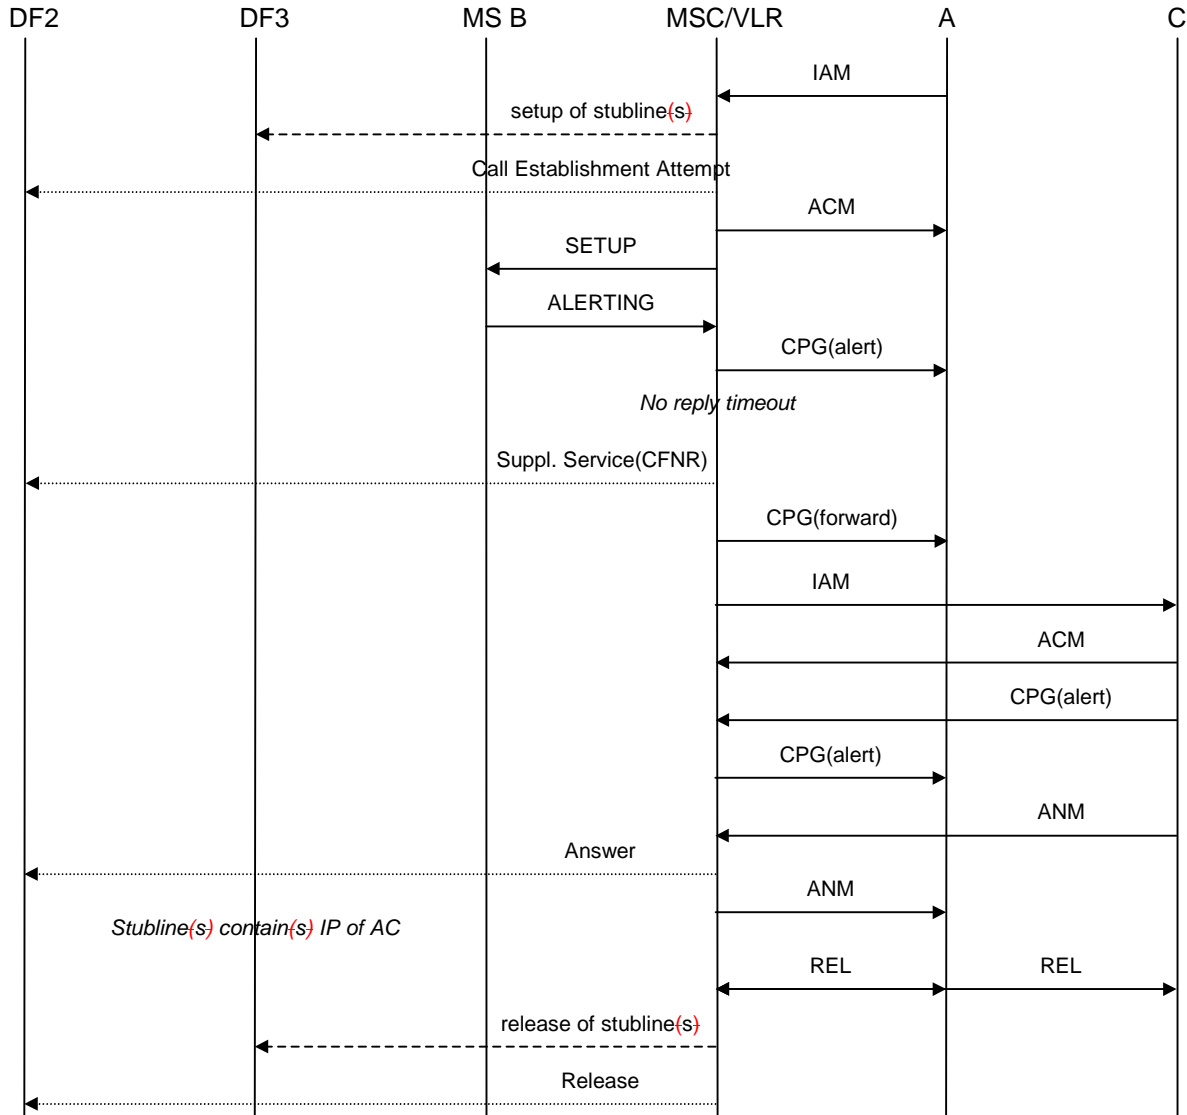 DF2 DF3 MS B MSC/VLR A C
IAM
setup of stubline(s)
Call Establishment Attempt
ACM
SETUP
ALERTING
CPG(alert)
No reply timeout
Suppl. Service(CFNR)
CPG(forward)
IAM
ACM
CPG(alert)
CPG(alert)
ANM
Answer
ANM
Stubline(s) contain(s) IP of AC
REL REL
release of stubline(s)
Release